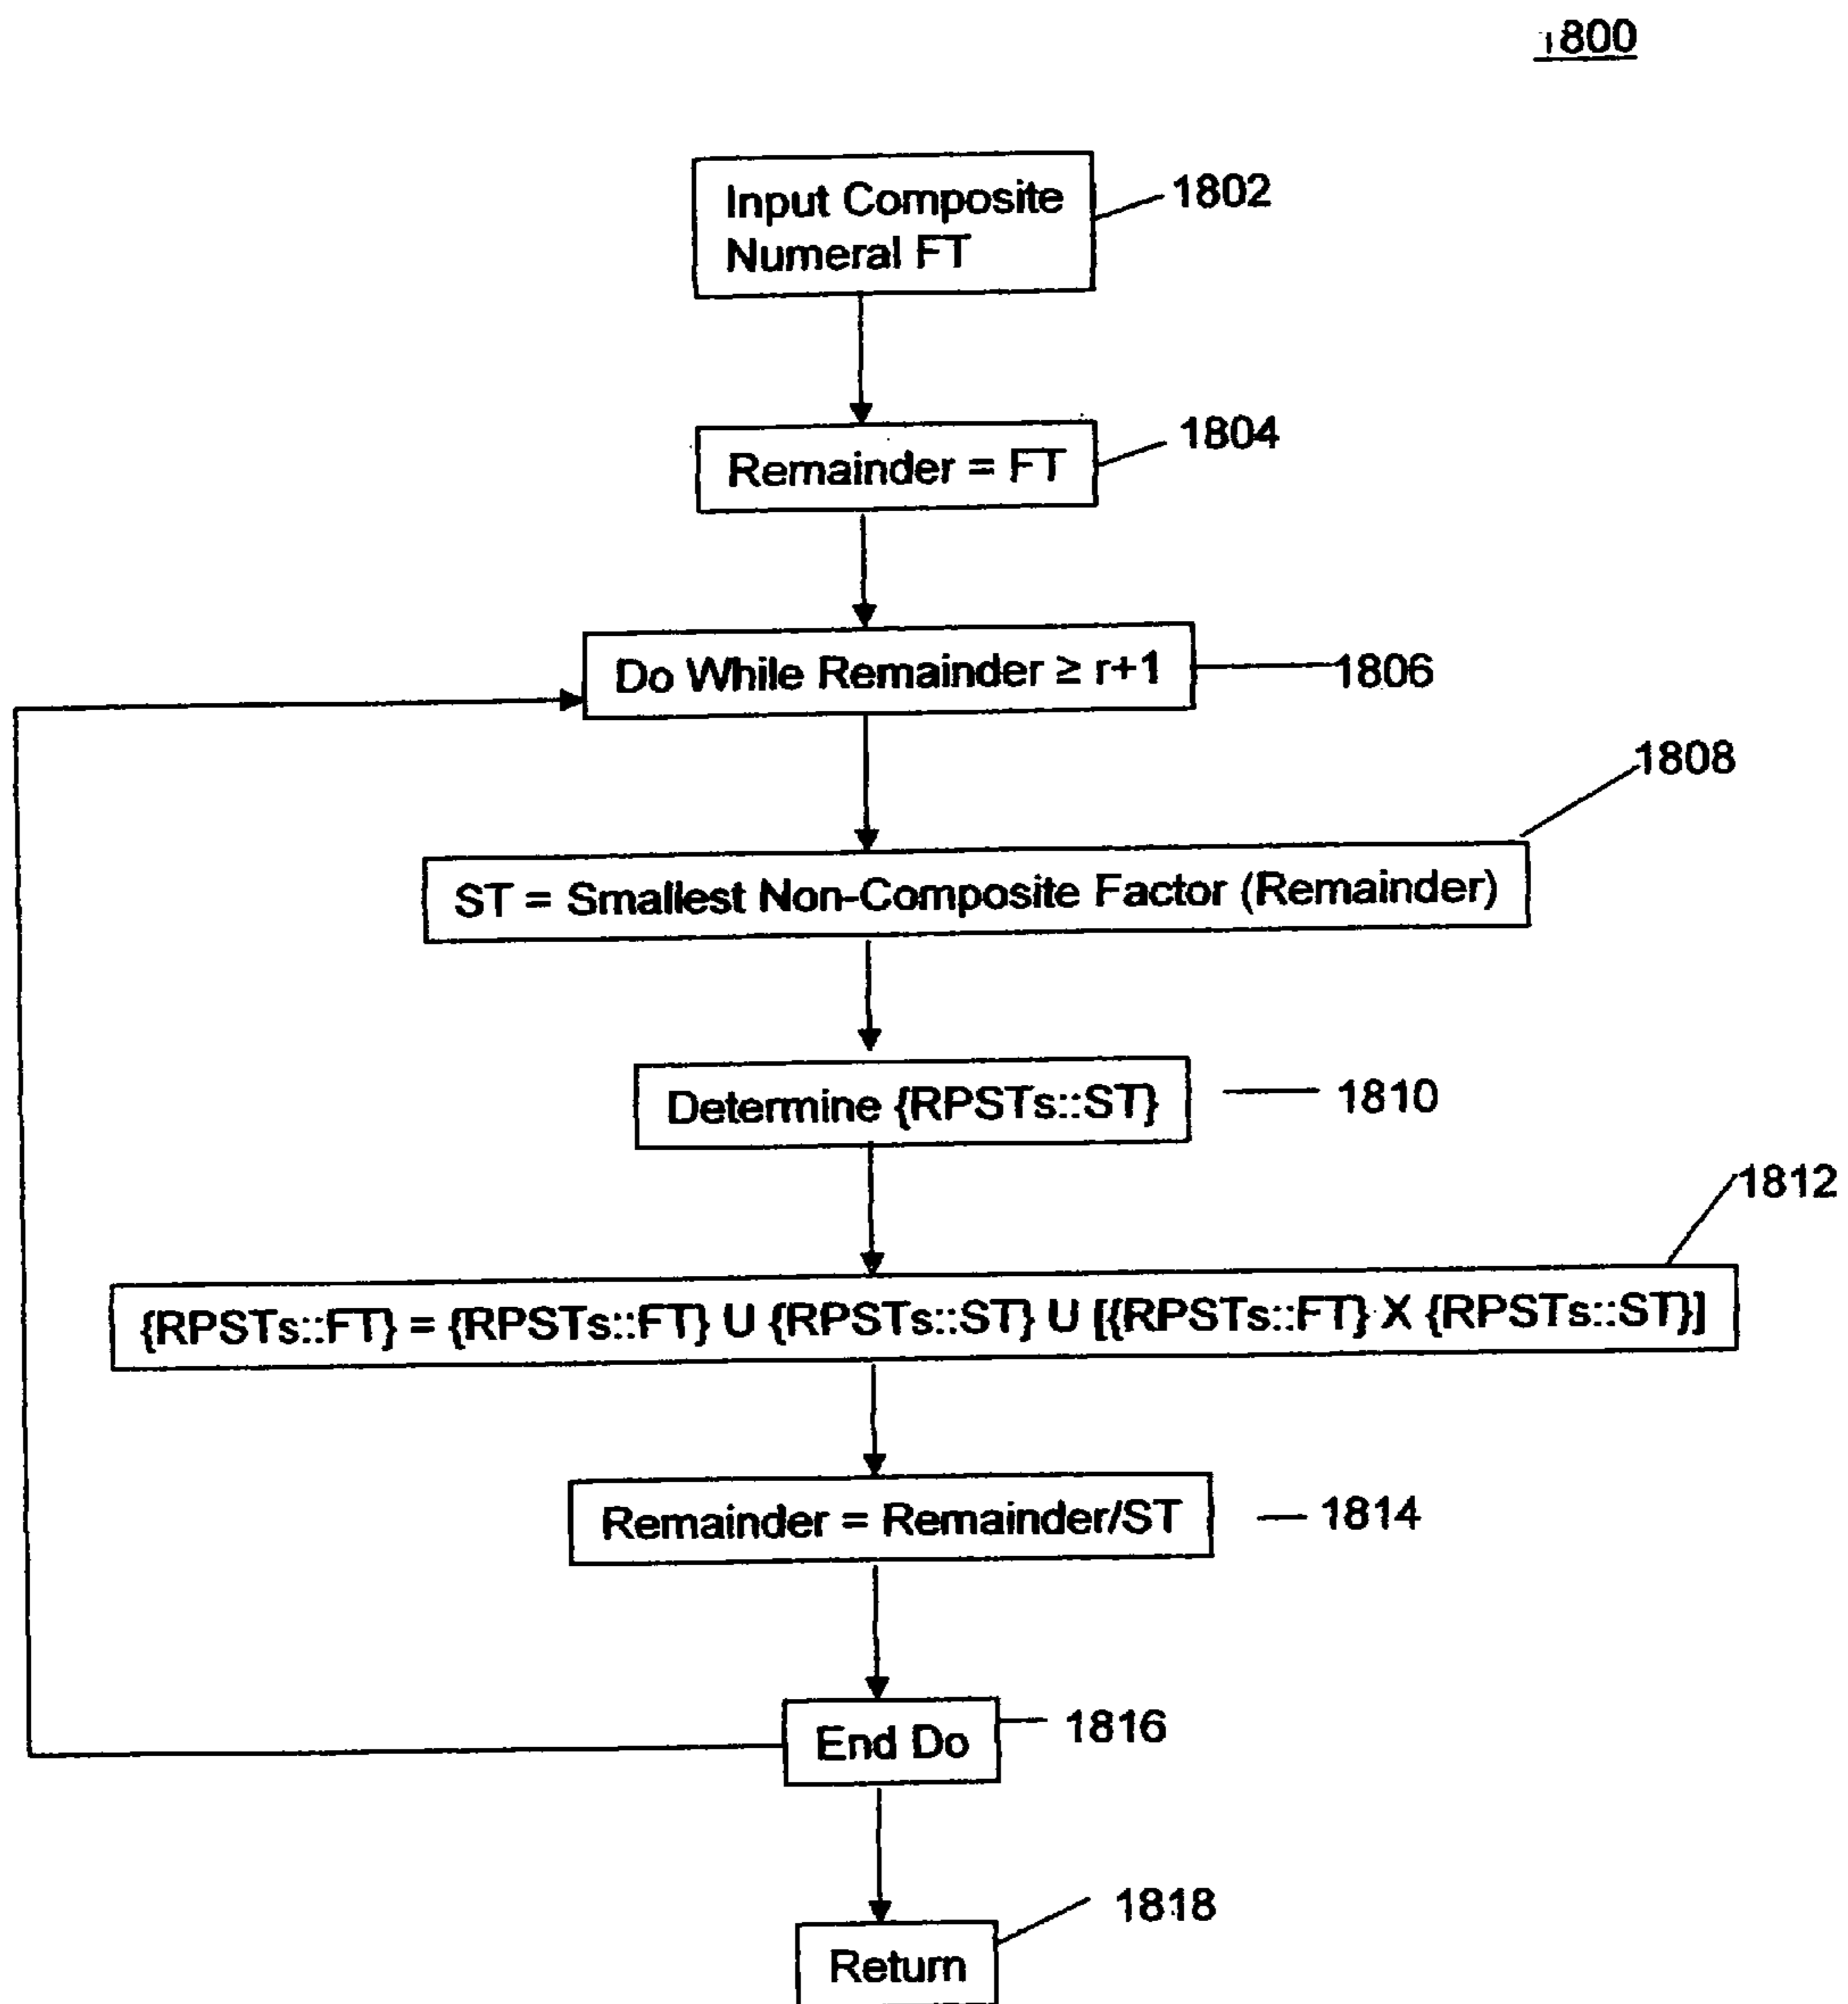 1800
Input Composite
Numeral FT
1802
Remainder = FT
1804
Do While Remainder ≥ r+1
1806
1808
ST = Smallest Non-Composite Factor (Remainder)
Determine {RPSTs::ST}
1810
1812
{RPSTs::FT} = {RPSTs::FT} U {RPSTs::ST} U [{RPSTs::FT} X {RPSTs::ST}]
Remainder = Remainder/ST
1814
End Do
1816
1818
Return